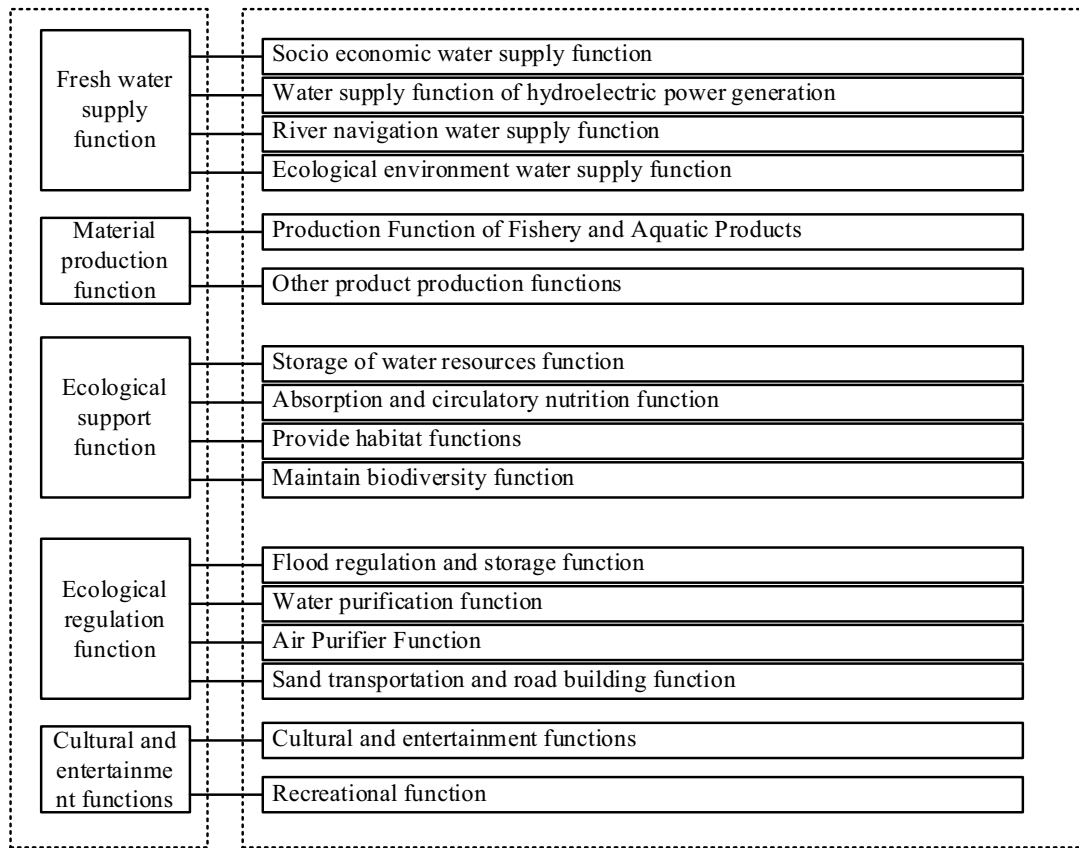 Fresh water
supply
function
Socio economic water supply function
Water supply function of hydroelectric power generation
River navigation water supply function
Ecological environment water supply function
Material
production
function
Production Function of Fishery and Aquatic Products
Other product production functions
Ecological
support
function
Storage of water resources function
Absorption and circulatory nutrition function
Provide habitat functions
Maintain biodiversity function
Ecological
regulation
function
Flood regulation and storage function
Water purification function
Air Purifier Function
Sand transportation and road building function
Cultural and
entertainme
nt functions
Cultural and entertainment functions
Recreational function